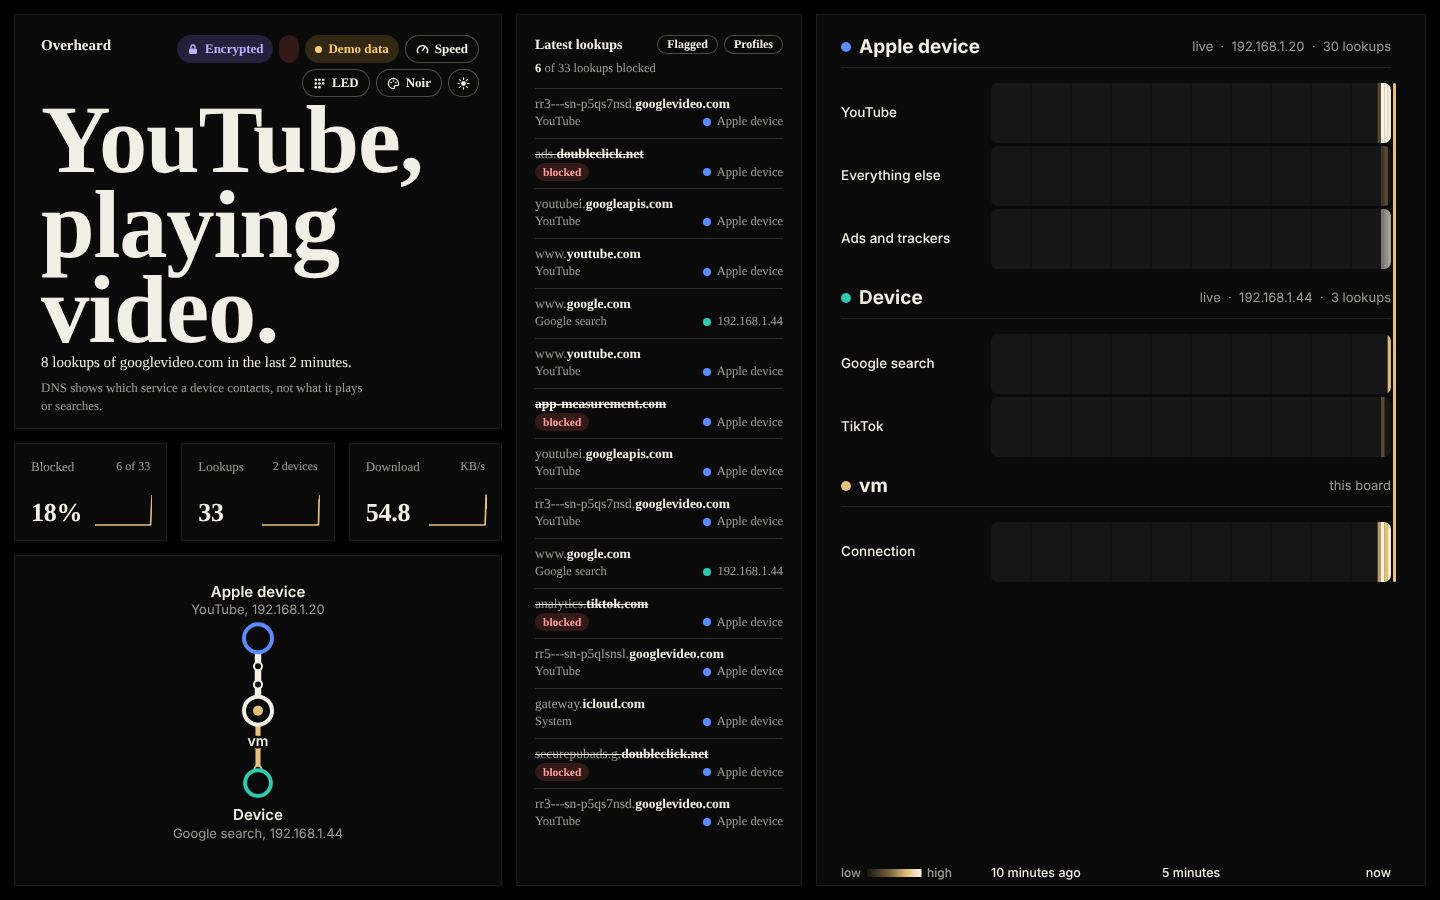 Overheard
Encrypted
Demo data
Speed
LED
Noir
YouTube,
playing
video.
8 lookups of googlevideo.com in the last 2 minutes.
DNS shows which service a device contacts, not what it plays
or searches.
Blocked 6 of 33
18%
Lookups 2 devices
33
Download KB/s
54.8
Apple device
YouTube, 192.168.1.20
vm
Device
Google search, 192.168.1.44
Latest lookups Flagged Profiles
6 of 33 lookups blocked
rr3---sn-p5qs7nsd.googlevideo.com
YouTube Apple device
ads.doubleclick.net
blocked Apple device
youtubei.googleapis.com
YouTube Apple device
www.youtube.com
YouTube Apple device
www.google.com
Google search 192.168.1.44
www.youtube.com
YouTube Apple device
app-measurement.com
blocked Apple device
youtubei.googleapis.com
YouTube Apple device
rr3---sn-p5qs7nsd.googlevideo.com
YouTube Apple device
www.google.com
Google search 192.168.1.44
analytics.tiktok.com
blocked Apple device
rr5---sn-p5qlsnsl.googlevideo.com
YouTube Apple device
gateway.icloud.com
System Apple device
securepubads.g.doubleclick.net
blocked Apple device
rr3---sn-p5qs7nsd.googlevideo.com
YouTube Apple device
Apple device live · 192.168.1.20 · 30 lookups
YouTube
Everything else
Ads and trackers
Device live · 192.168.1.44 · 3 lookups
Google search
TikTok
vm this board
Connection
low high 10 minutes ago 5 minutes now